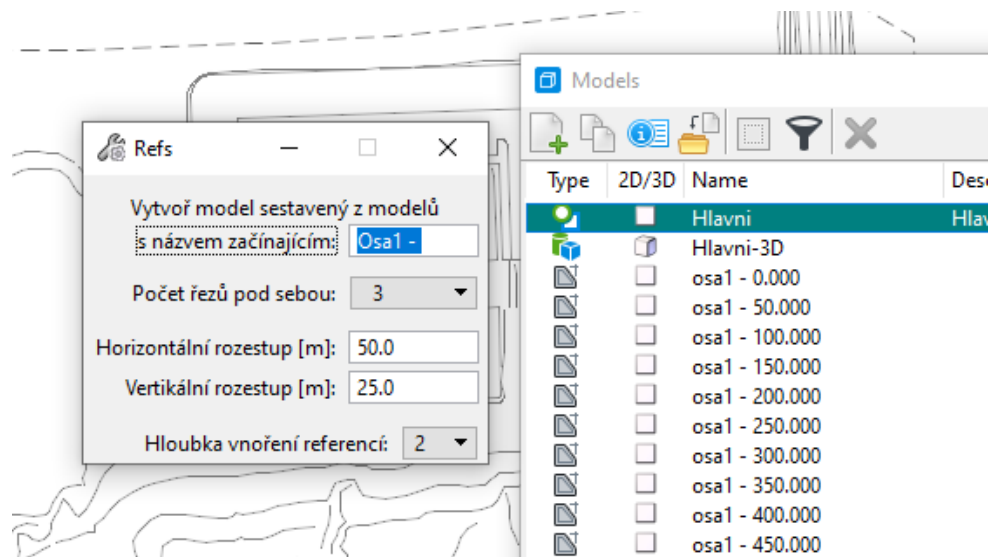 Refs
Vytvoř model sestavený z modelů
s názvem začínajícím: Osa1 -
Počet řezů pod sebou: 3
Horizontální rozestup [m]: 50.0
Vertikální rozestup [m]: 25.0
Hloubka vnoření referencí: 2
Models
Type 2D/3D Name Des
Hlavni Hlav
Hlavni-3D
osa1 - 0.000
osa1 - 50.000
osa1 - 100.000
osa1 - 150.000
osa1 - 200.000
osa1 - 250.000
osa1 - 300.000
osa1 - 350.000
osa1 - 400.000
osa1 - 450.000